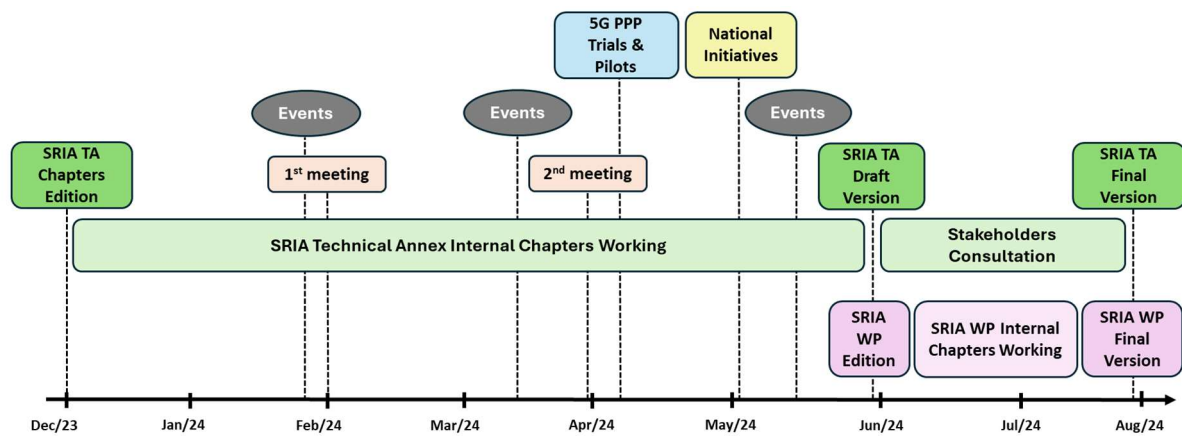 5G PPP
Trials &
Pilots
National
Initiatives
Events
Events
Events
SRIA TA
Chapters
Edition
1st meeting
2nd meeting
SRIA TA
Draft
Version
SRIA TA
Final
Version
SRIA Technical Annex Internal Chapters Working
Stakeholders
Consultation
SRIA
WP
Edition
SRIA WP Internal
Chapters Working
SRIA WP
Final
Version
Dec/23
Jan/24
Feb/24
Mar/24
Apr/24
May/24
Jun/24
Jul/24
Aug/24